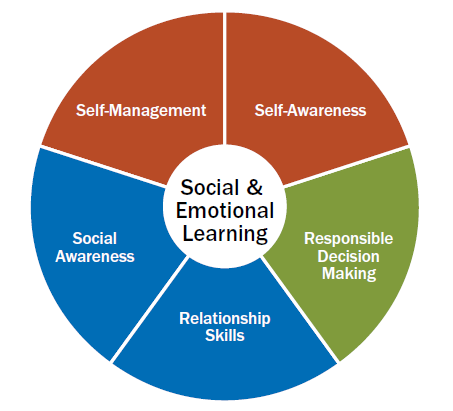 Self-Management
Self-Awareness
Social &
Emotional
Learning
Social
Awareness
Responsible
Decision
Making
Relationship
Skills